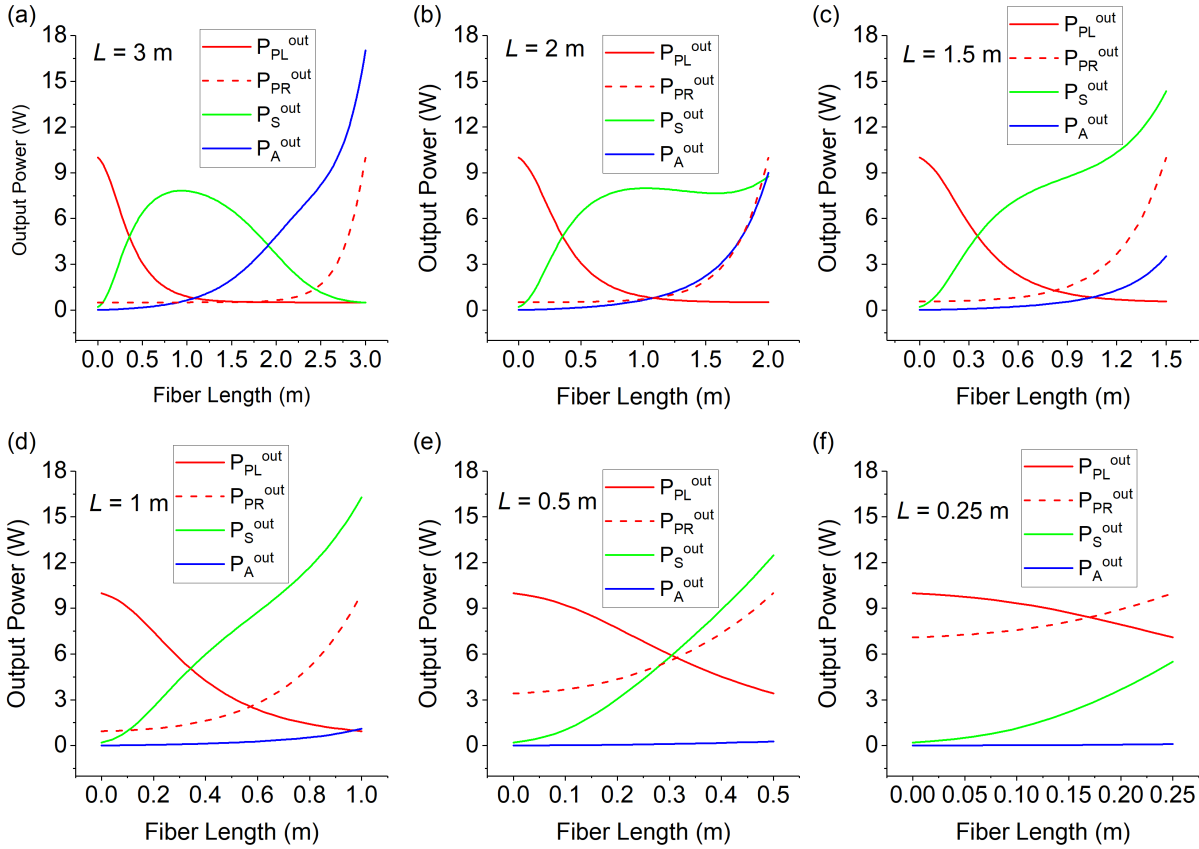 (a)
L = 3 m
P_PL^out
P_PR^out
P_S^out
P_A^out
18
15
12
9
6
3
0
Output Power (W)
0.0 0.5 1.0 1.5 2.0 2.5 3.0
Fiber Length (m)
(b)
L = 2 m
P_PL^out
P_PR^out
P_S^out
P_A^out
18
15
12
9
6
3
0
Output Power (W)
0.0 0.5 1.0 1.5 2.0
Fiber Length (m)
(c)
L = 1.5 m
P_PL^out
P_PR^out
P_S^out
P_A^out
18
15
12
9
6
3
0
Output Power (W)
0.0 0.3 0.6 0.9 1.2 1.5
Fiber Length (m)
(d)
L = 1 m
P_PL^out
P_PR^out
P_S^out
P_A^out
18
15
12
9
6
3
0
Output Power (W)
0.0 0.2 0.4 0.6 0.8 1.0
Fiber Length (m)
(e)
L = 0.5 m
P_PL^out
P_PR^out
P_S^out
P_A^out
18
15
12
9
6
3
0
Output Power (W)
0.0 0.1 0.2 0.3 0.4 0.5
Fiber Length (m)
(f)
L = 0.25 m
P_PL^out
P_PR^out
P_S^out
P_A^out
18
15
12
9
6
3
0
Output Power (W)
0.00 0.05 0.10 0.15 0.20 0.25
Fiber Length (m)